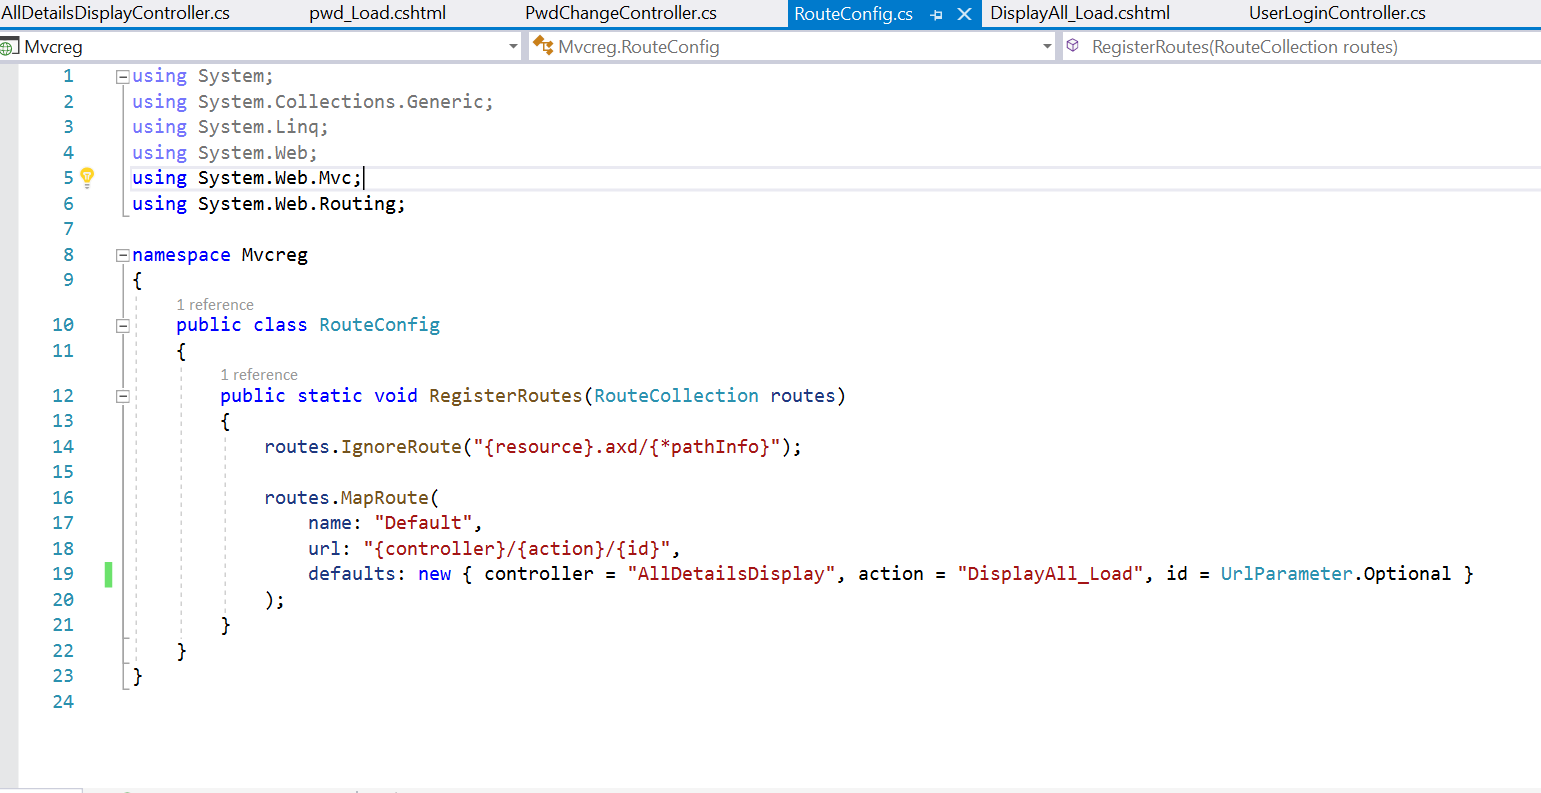 AllDetailsDisplayController.cs pwd_Load.cshtml PwdChangeController.cs RouteConfig.cs DisplayAll_Load.cshtml UserLoginController.cs
Mvcreg Mvcreg.RouteConfig RegisterRoutes(RouteCollection routes)
1 using System;
2 using System.Collections.Generic;
3 using System.Linq;
4 using System.Web;
5 using System.Web.Mvc;
6 using System.Web.Routing;
7
8 namespace Mvcreg
9 {
1 reference
10 public class RouteConfig
11 {
1 reference
12 public static void RegisterRoutes(RouteCollection routes)
13 {
14 routes.IgnoreRoute("{resource}.axd/{*pathInfo}");
15
16 routes.MapRoute(
17 name: "Default",
18 url: "{controller}/{action}/{id}",
19 defaults: new { controller = "AllDetailsDisplay", action = "DisplayAll_Load", id = UrlParameter.Optional }
20 );
21 }
22 }
23 }
24